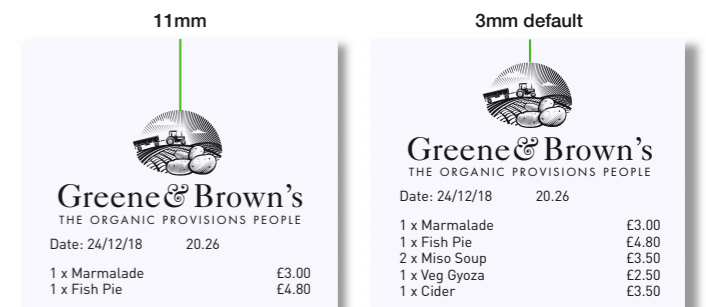 11mm
Greene & Brown's
THE ORGANIC PROVISIONS PEOPLE
Date: 24/12/18 20.26
1 x Marmalade £3.00
1 x Fish Pie £4.80
3mm default
Greene & Brown's
THE ORGANIC PROVISIONS PEOPLE
Date: 24/12/18 20.26
1 x Marmalade £3.00
1 x Fish Pie £4.80
2 x Miso Soup £3.50
1 x Veg Gyoza £2.50
1 x Cider £3.50